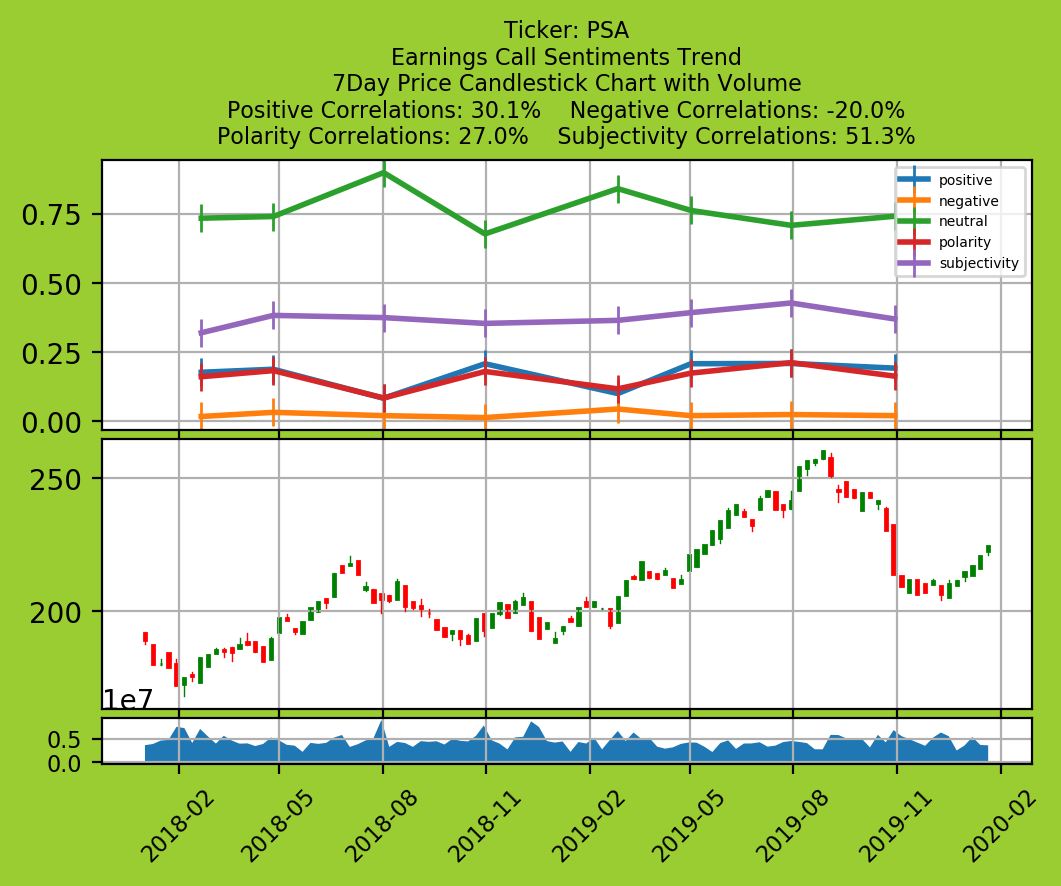 Ticker: PSA
Earnings Call Sentiments Trend
7Day Price Candlestick Chart with Volume
Positive Correlations: 30.1%    Negative Correlations: -20.0%
Polarity Correlations: 27.0%    Subjectivity Correlations: 51.3%
positive
negative
neutral
polarity
subjectivity
0.75
0.50
0.25
0.00
250
200
1e7
0.5
0.0
2018-02
2018-05
2018-08
2018-11
2019-02
2019-05
2019-08
2019-11
2020-02